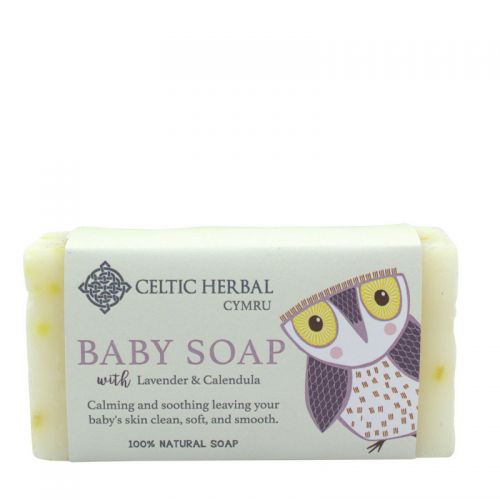 CELTIC HERBAL
CYMRU
BABY SOAP
with Lavender & Calendula
Calming and soothing leaving your
baby's skin clean, soft, and smooth.
100% NATURAL SOAP